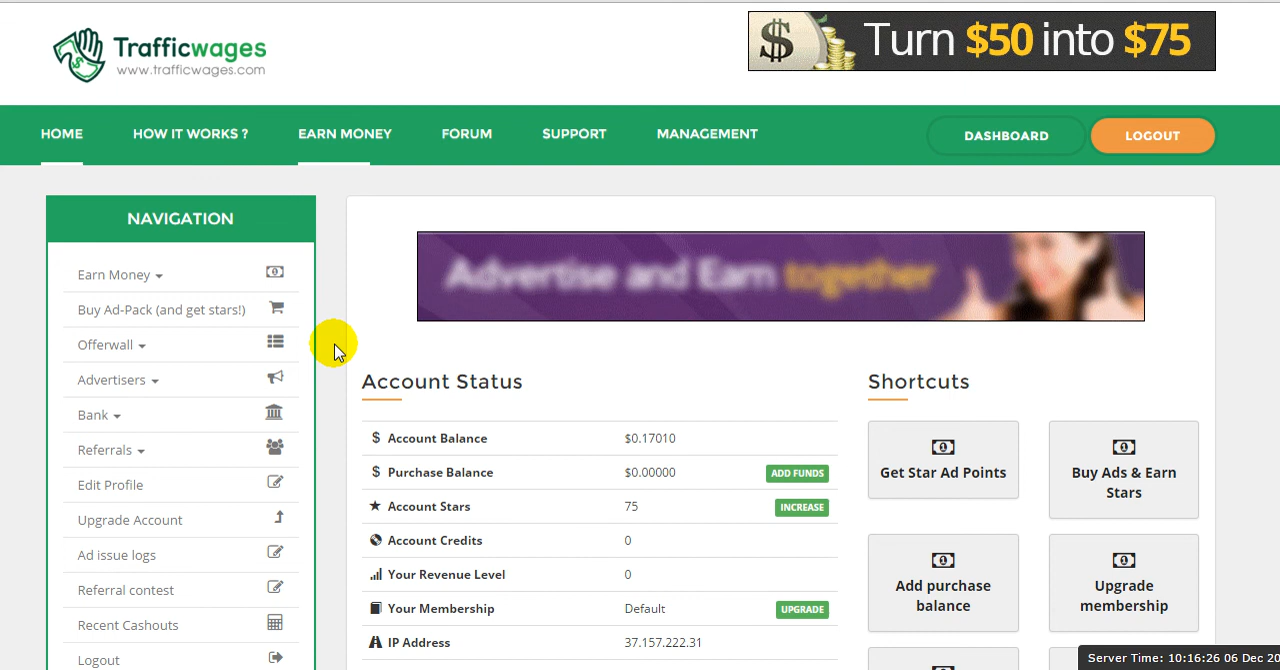 Trafficwages
www.trafficwages.com
Turn $50 into $75
HOME
HOW IT WORKS ?
EARN MONEY
FORUM
SUPPORT
MANAGEMENT
DASHBOARD
LOGOUT
NAVIGATION
Earn Money
Buy Ad-Pack (and get stars!)
Offerwall
Advertisers
Bank
Referrals
Edit Profile
Upgrade Account
Ad issue logs
Referral contest
Recent Cashouts
Logout
Advertise and Earn together
Account Status
$ Account Balance $0.17010
$ Purchase Balance $0.00000 ADD FUNDS
Account Stars 75 INCREASE
Account Credits 0
Your Revenue Level 0
Your Membership Default UPGRADE
IP Address 37.157.222.31
Shortcuts
Get Star Ad Points
Buy Ads & Earn
Stars
Add purchase
balance
Upgrade
membership
Server Time: 10:16:26 06 Dec 20